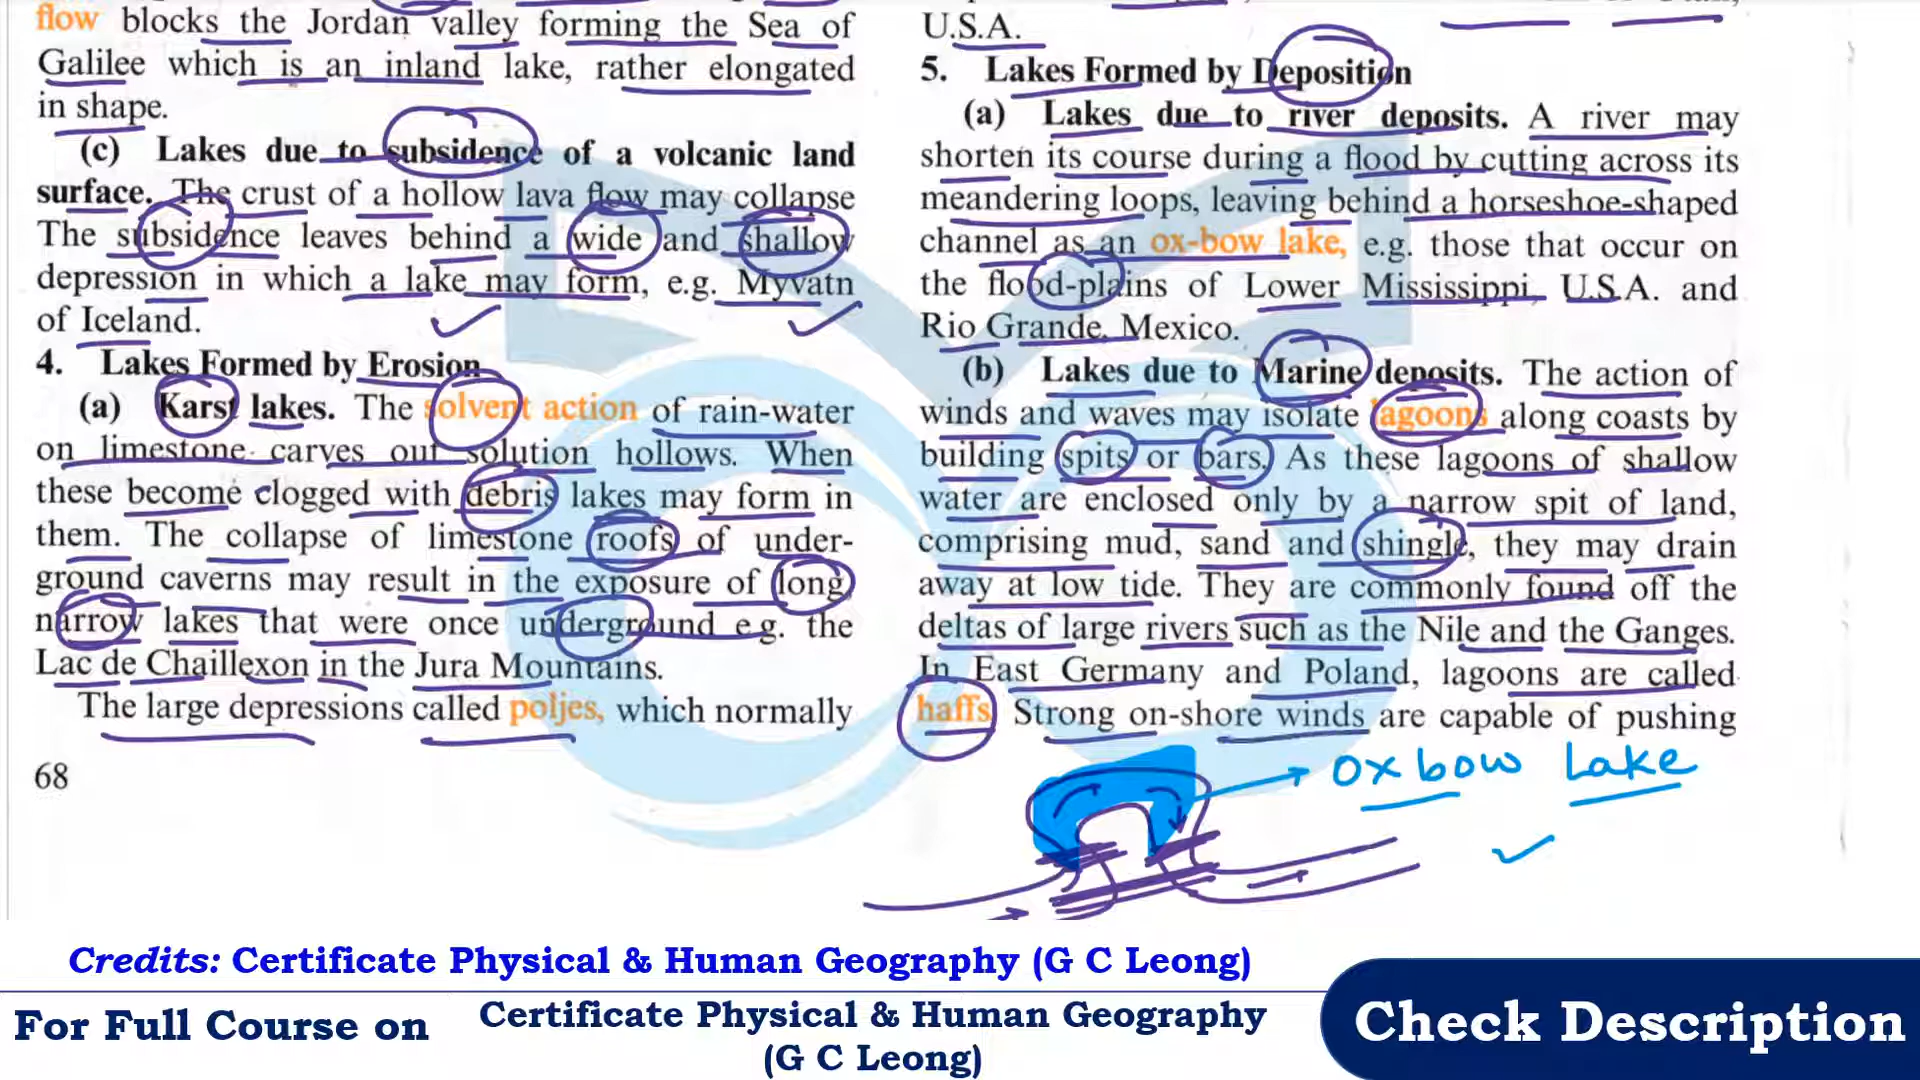 flow blocks the Jordan valley forming the Sea of
Galilee which is an inland lake, rather elongated
in shape.
(c) Lakes due to subsidence of a volcanic land
surface. The crust of a hollow lava flow may collapse
The subsidence leaves behind a wide and shallow
depression in which a lake may form, e.g. Myvatn
of Iceland.
4. Lakes Formed by Erosion
(a) Karst lakes. The solvent action of rain-water
on limestone carves out solution hollows. When
these become clogged with debris lakes may form in
them. The collapse of limestone roofs of under-
ground caverns may result in the exposure of long
narrow lakes that were once underground e.g. the
Lac de Chaillexon in the Jura Mountains.
The large depressions called poljes, which normally
68
U.S.A.
5. Lakes Formed by Deposition
(a) Lakes due to river deposits. A river may
shorten its course during a flood by cutting across its
meandering loops, leaving behind a horseshoe-shaped
channel as an ox-bow lake, e.g. those that occur on
the flood-plains of Lower Mississippi, U.S.A. and
Rio Grande, Mexico.
(b) Lakes due to Marine deposits. The action of
winds and waves may isolate lagoons along coasts by
building spits or bars. As these lagoons of shallow
water are enclosed only by a narrow spit of land,
comprising mud, sand and shingle, they may drain
away at low tide. They are commonly found off the
deltas of large rivers such as the Nile and the Ganges.
In East Germany and Poland, lagoons are called
haffs. Strong on-shore winds are capable of pushing
Oxbow Lake
Credits: Certificate Physical & Human Geography (G C Leong)
For Full Course on
Certificate Physical & Human Geography
(G C Leong)
Check Description